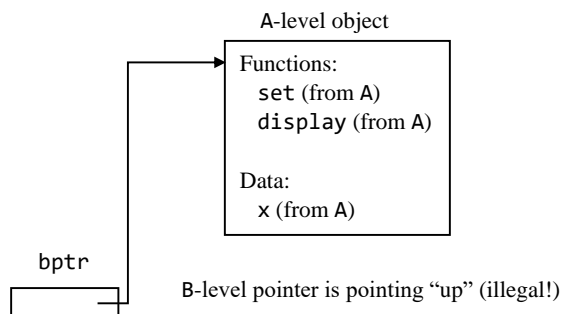 A-level object
Functions:
set (from A)
display (from A)
Data:
x (from A)
bptr
B-level pointer is pointing “up” (illegal!)